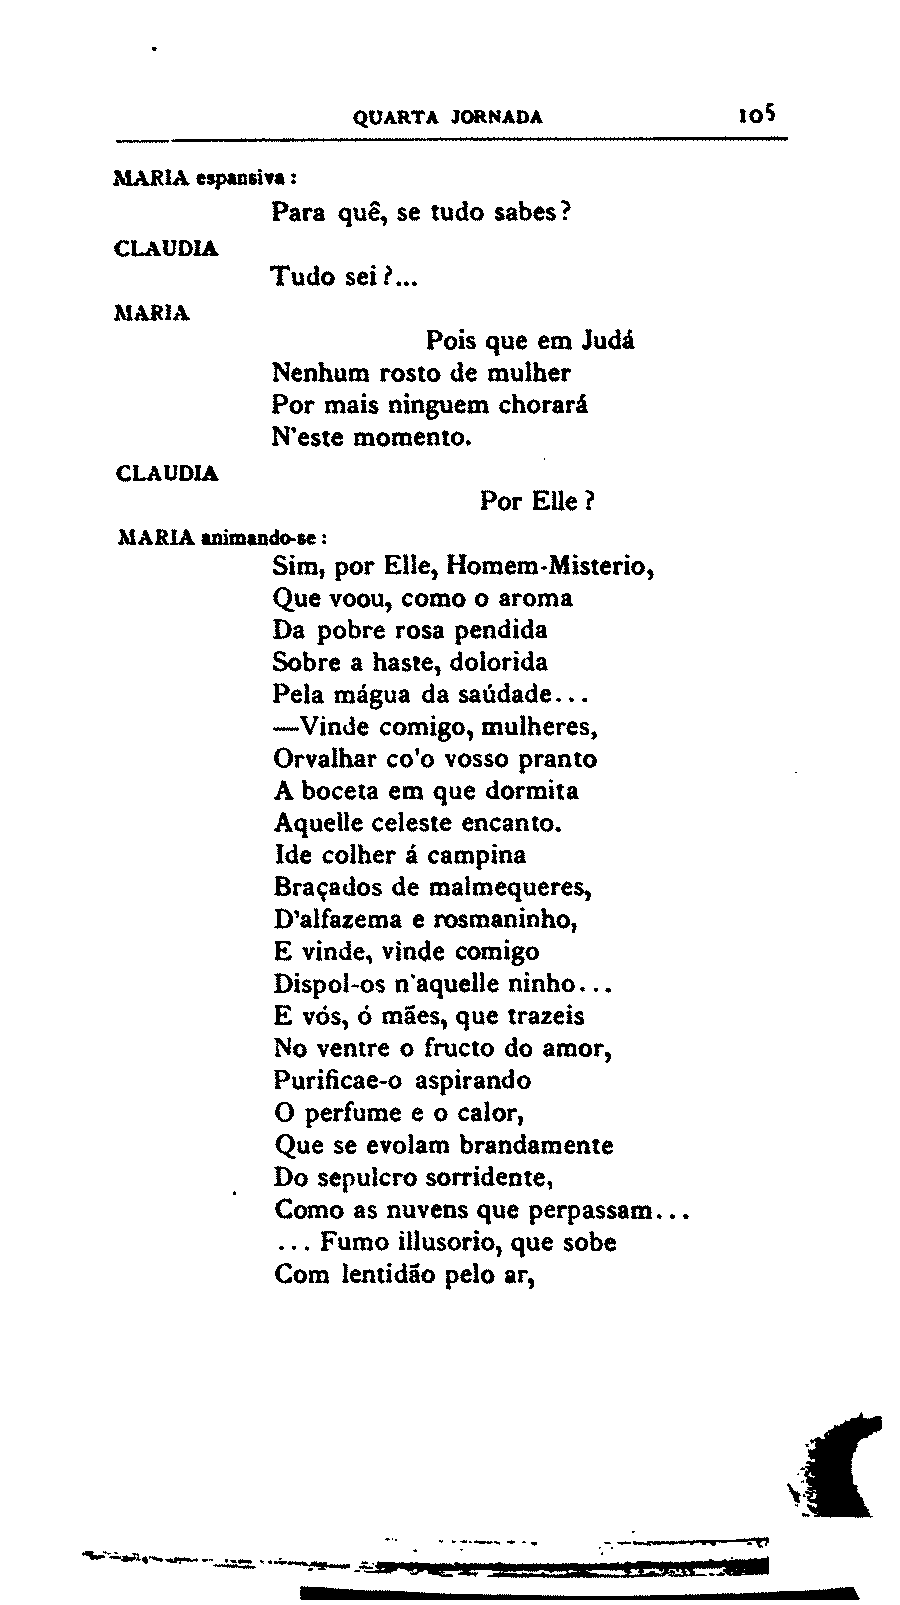 QUARTA JORNADA 105
MARIA espansiva :
Para quê, se tudo sabes?
CLAUDIA
Tudo sei ?...
MARIA
Pois que em Judá
Nenhum rosto de mulher
Por mais ninguem chorará
N'este momento.
CLAUDIA
Por Elle ?
MARIA animando-se :
Sim, por Elle, Homem-Misterio,
Que voou, como o aroma
Da pobre rosa pendida
Sobre a haste, dolorida
Pela mágua da saúdade...
—Vinde comigo, mulheres,
Orvalhar co'o vosso pranto
A boceta em que dormita
Aquelle celeste encanto.
Ide colher á campina
Braçados de malmequeres,
D'alfazema e rosmaninho,
E vinde, vinde comigo
Dispol-os n'aquelle ninho...
E vós, ó mães, que trazeis
No ventre o fructo do amor,
Purificae-o aspirando
O perfume e o calor,
Que se evolam brandamente
Do sepulcro sorridente,
Como as nuvens que perpassam...
... Fumo illusorio, que sobe
Com lentidão pelo ar,